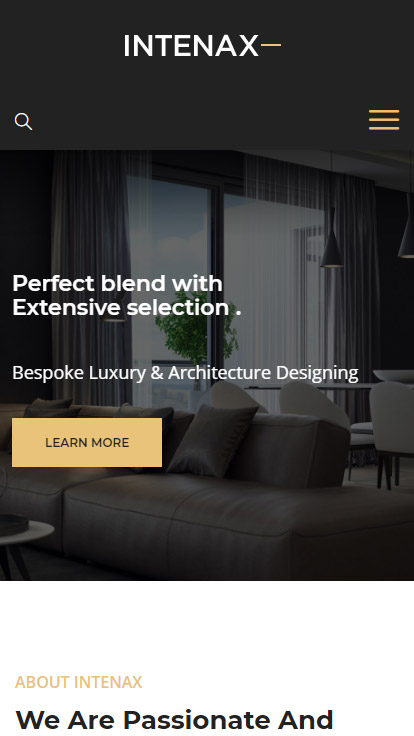 INTENAX
Perfect blend with
Extensive selection .
Bespoke Luxury & Architecture Designing
LEARN MORE
ABOUT INTENAX
We Are Passionate And